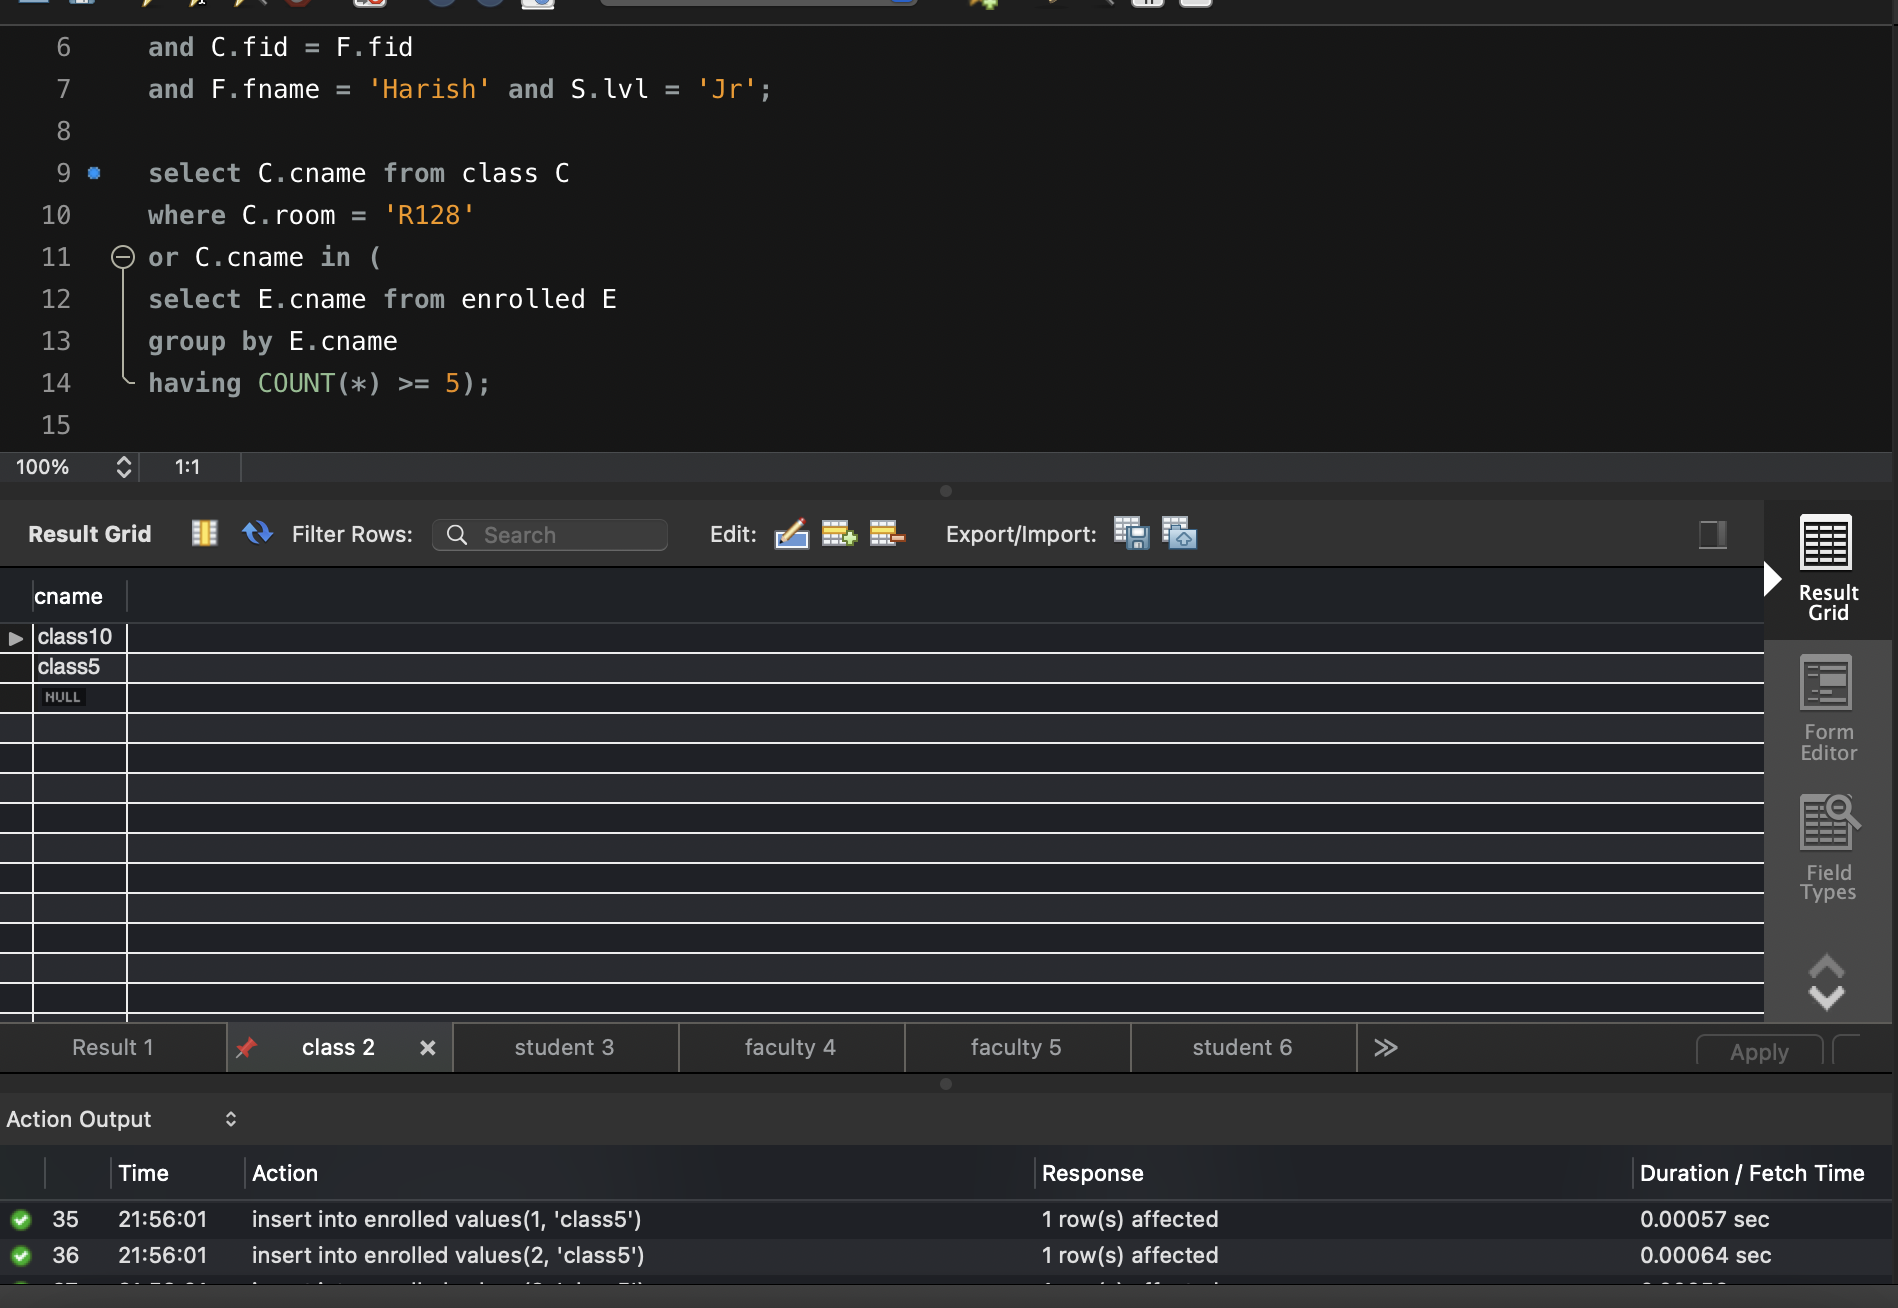 6 and C.fid = F.fid
7 and F.fname = 'Harish' and S.lvl = 'Jr';
8
9 select C.cname from class C
10 where C.room = 'R128'
11 or C.cname in (
12 select E.cname from enrolled E
13 group by E.cname
14 having COUNT(*) >= 5);
15
100% 1:1
Result Grid Filter Rows: Search Edit: Export/Import:
cname
class10
class5
NULL
Result Grid
Form Editor
Field Types
Result 1 class 2 student 3 faculty 4 faculty 5 student 6 Apply
Action Output
Time Action Response Duration / Fetch Time
35 21:56:01 insert into enrolled values(1, 'class5') 1 row(s) affected 0.00057 sec
36 21:56:01 insert into enrolled values(2, 'class5') 1 row(s) affected 0.00064 sec